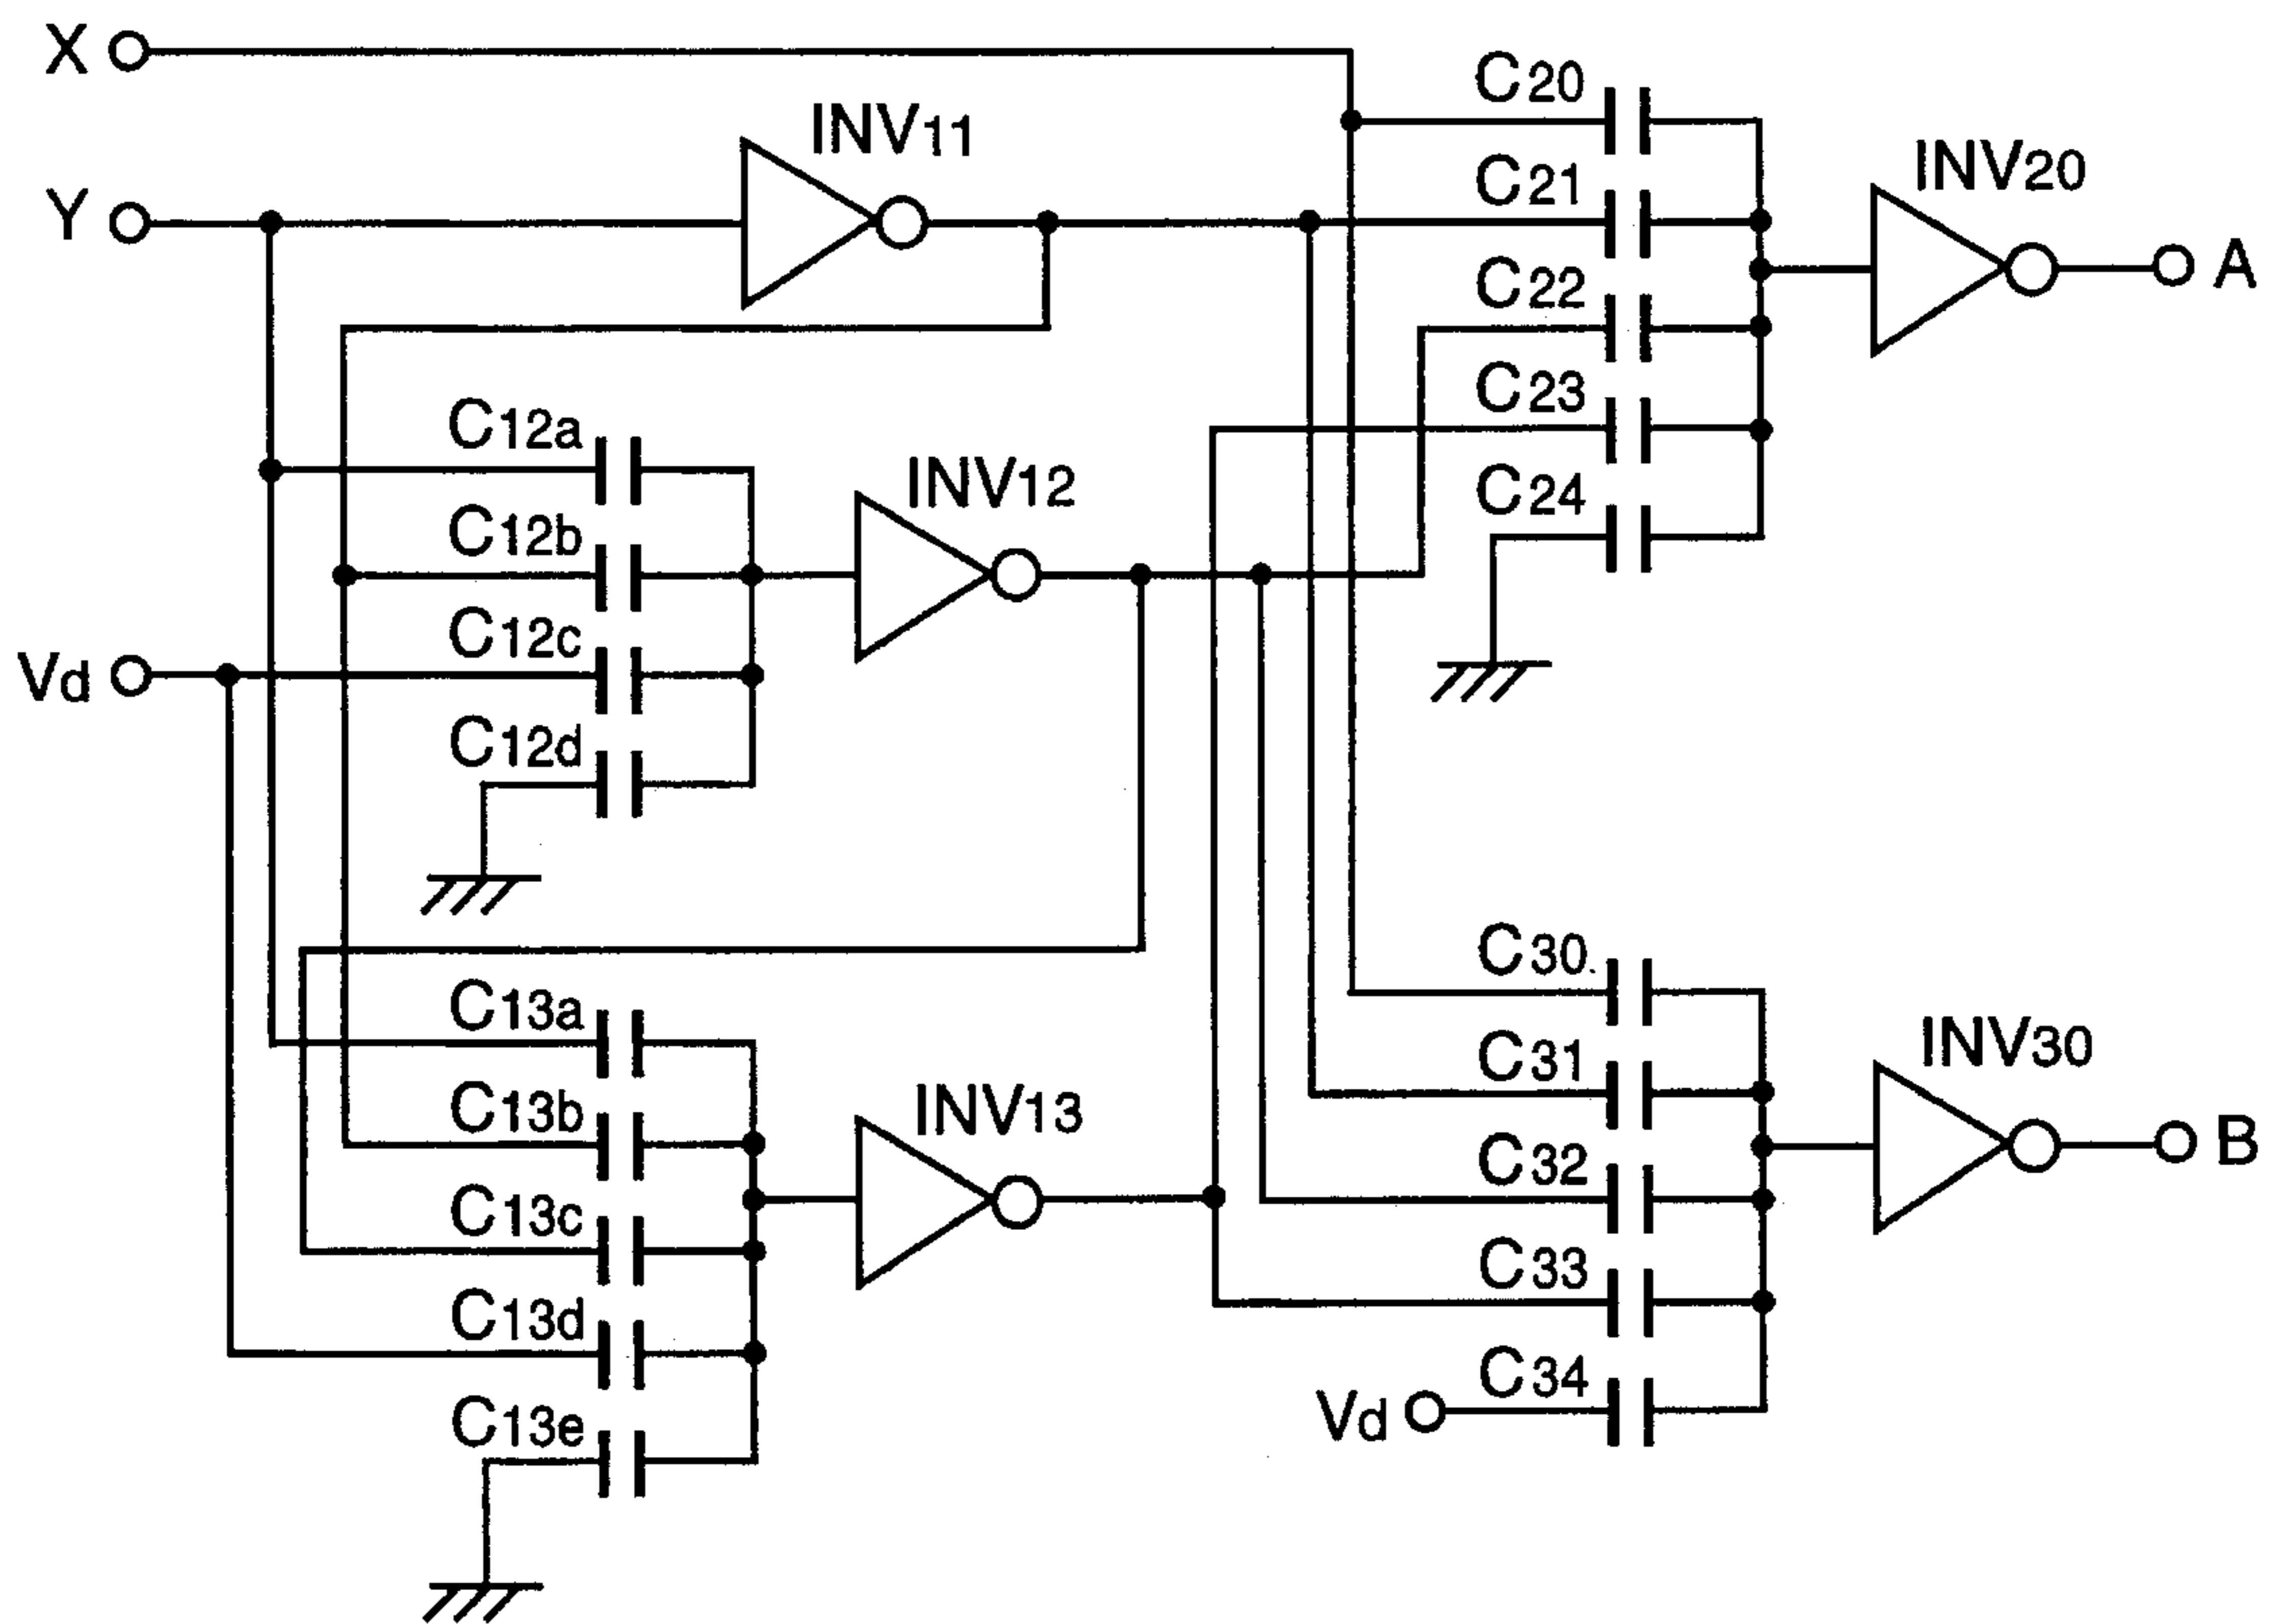 X
C20
INV11
INV20
C21
Y
A
C22
C23
C12a
INV12
C24
C12b
C12c
Vd
C12d
C30
C13a
INV30
C31
INV13
C13b
B
C32
C13c
C33
C13d
C34
Vd
C13e